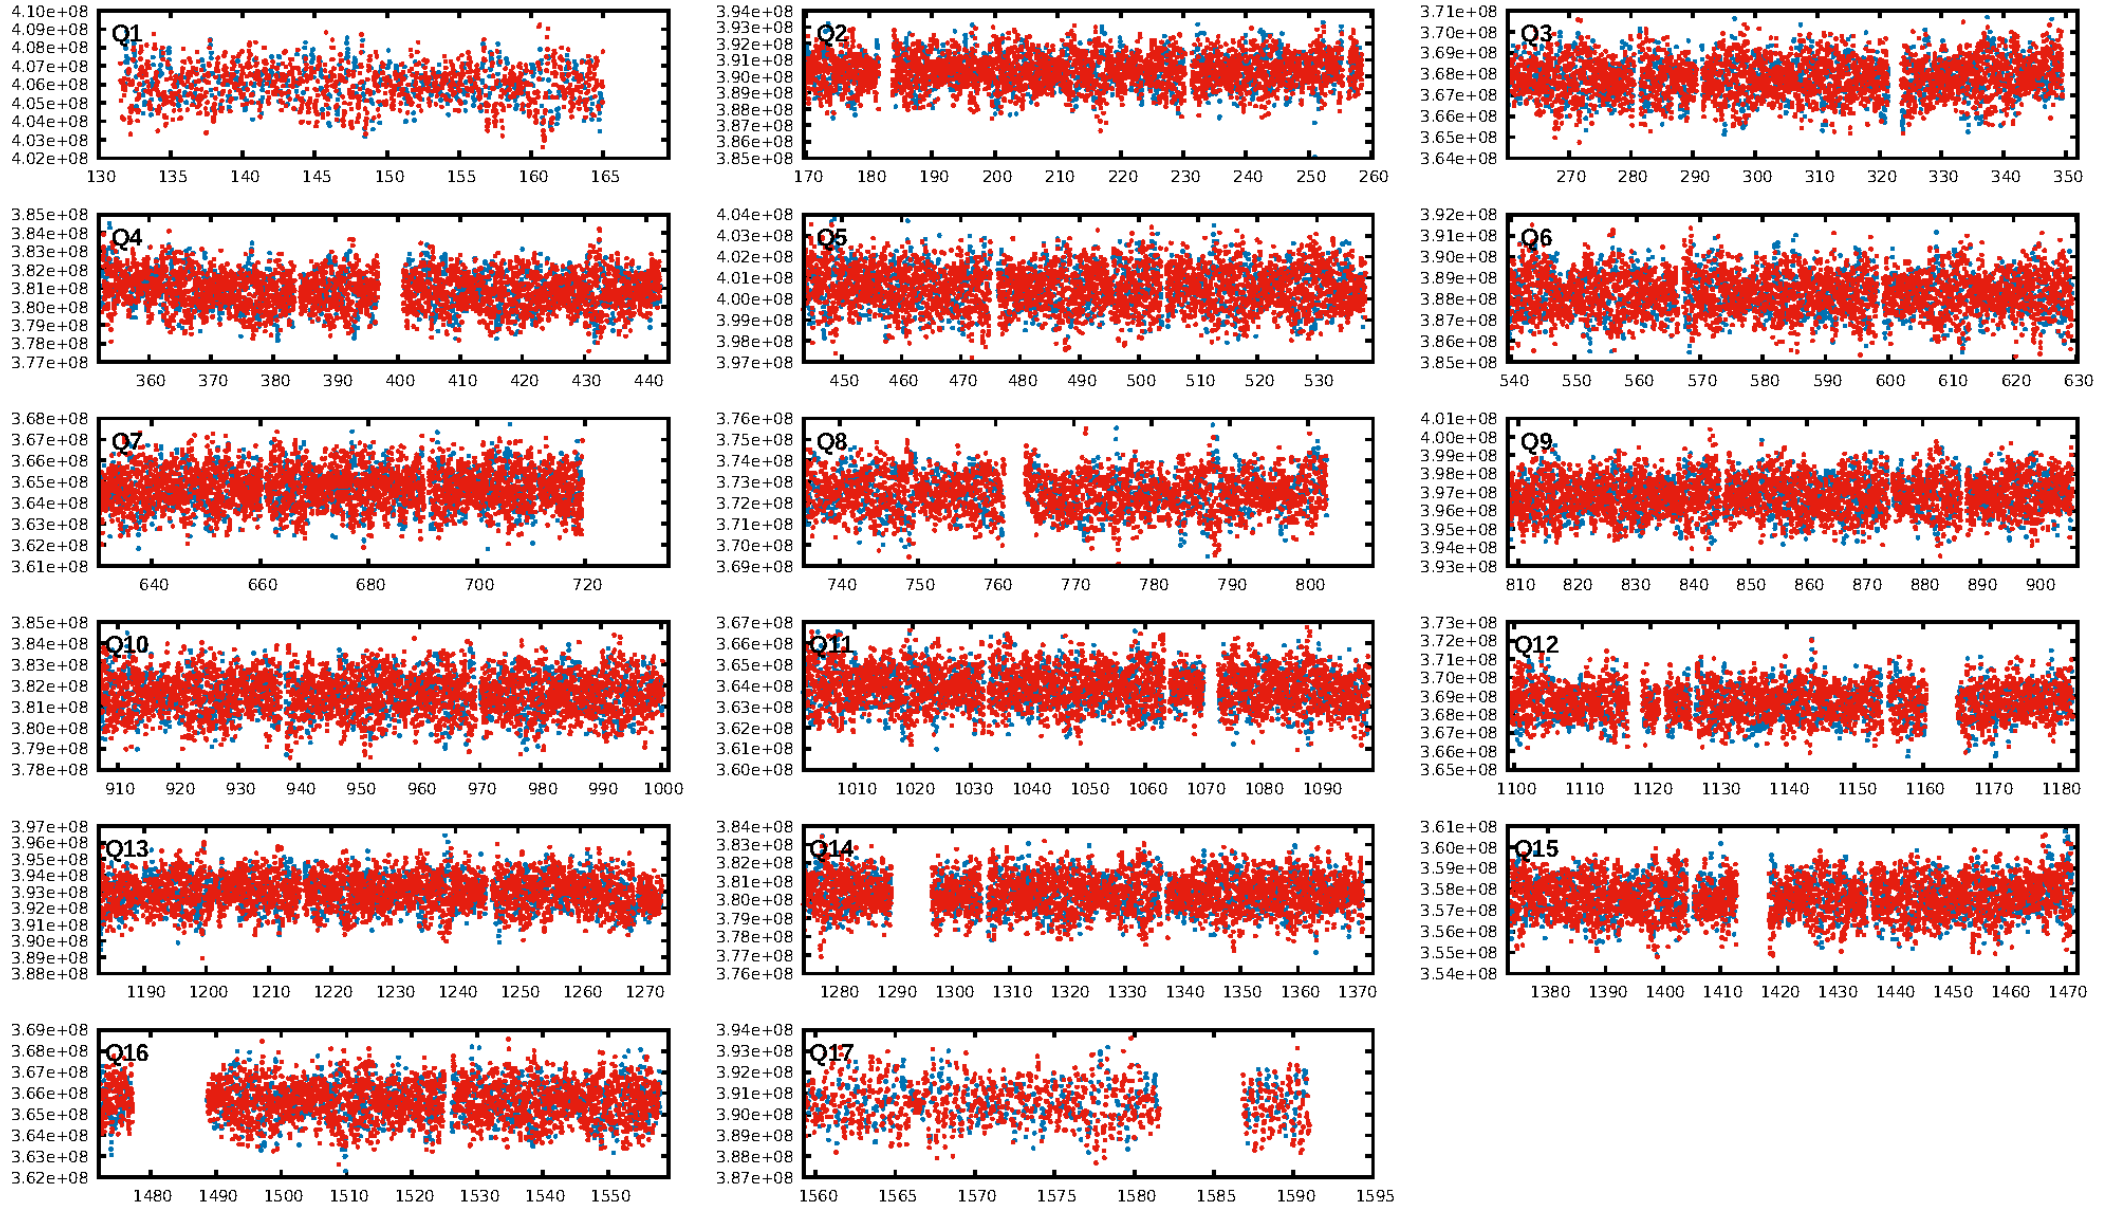 4.10e+08
4.09e+08
4.08e+08
4.07e+08
4.06e+08
4.05e+08
4.04e+08
4.03e+08
4.02e+08
Q1
130 135 140 145 150 155 160 165
3.94e+08
3.93e+08
3.92e+08
3.91e+08
3.90e+08
3.89e+08
3.88e+08
3.87e+08
3.86e+08
3.85e+08
Q2
170 180 190 200 210 220 230 240 250 260
3.71e+08
3.70e+08
3.69e+08
3.68e+08
3.67e+08
3.66e+08
3.65e+08
3.64e+08
Q3
270 280 290 300 310 320 330 340 350
3.85e+08
3.84e+08
3.83e+08
3.82e+08
3.81e+08
3.80e+08
3.79e+08
3.78e+08
3.77e+08
Q4
360 370 380 390 400 410 420 430 440
4.04e+08
4.03e+08
4.02e+08
4.01e+08
4.00e+08
3.99e+08
3.98e+08
3.97e+08
Q5
450 460 470 480 490 500 510 520 530
3.92e+08
3.91e+08
3.90e+08
3.89e+08
3.88e+08
3.87e+08
3.86e+08
3.85e+08
Q6
540 550 560 570 580 590 600 610 620 630
3.68e+08
3.67e+08
3.66e+08
3.65e+08
3.64e+08
3.63e+08
3.62e+08
3.61e+08
Q7
640 660 680 700 720
3.76e+08
3.75e+08
3.74e+08
3.73e+08
3.72e+08
3.71e+08
3.70e+08
3.69e+08
Q8
740 750 760 770 780 790 800
4.01e+08
4.00e+08
3.99e+08
3.98e+08
3.97e+08
3.96e+08
3.95e+08
3.94e+08
3.93e+08
Q9
810 820 830 840 850 860 870 880 890 900
3.85e+08
3.84e+08
3.83e+08
3.82e+08
3.81e+08
3.80e+08
3.79e+08
3.78e+08
Q10
910 920 930 940 950 960 970 980 990 1000
3.67e+08
3.66e+08
3.65e+08
3.64e+08
3.63e+08
3.62e+08
3.61e+08
3.60e+08
Q11
1010 1020 1030 1040 1050 1060 1070 1080 1090
3.73e+08
3.72e+08
3.71e+08
3.70e+08
3.69e+08
3.68e+08
3.67e+08
3.66e+08
3.65e+08
Q12
1100 1110 1120 1130 1140 1150 1160 1170 1180
3.97e+08
3.96e+08
3.95e+08
3.94e+08
3.93e+08
3.92e+08
3.91e+08
3.90e+08
3.89e+08
3.88e+08
Q13
1190 1200 1210 1220 1230 1240 1250 1260 1270
3.84e+08
3.83e+08
3.82e+08
3.81e+08
3.80e+08
3.79e+08
3.78e+08
3.77e+08
3.76e+08
Q14
1280 1290 1300 1310 1320 1330 1340 1350 1360 1370
3.61e+08
3.60e+08
3.59e+08
3.58e+08
3.57e+08
3.56e+08
3.55e+08
3.54e+08
Q15
1380 1390 1400 1410 1420 1430 1440 1450 1460 1470
3.69e+08
3.68e+08
3.67e+08
3.66e+08
3.65e+08
3.64e+08
3.63e+08
3.62e+08
Q16
1480 1490 1500 1510 1520 1530 1540 1550
3.94e+08
3.93e+08
3.92e+08
3.91e+08
3.90e+08
3.89e+08
3.88e+08
3.87e+08
Q17
1560 1565 1570 1575 1580 1585 1590 1595